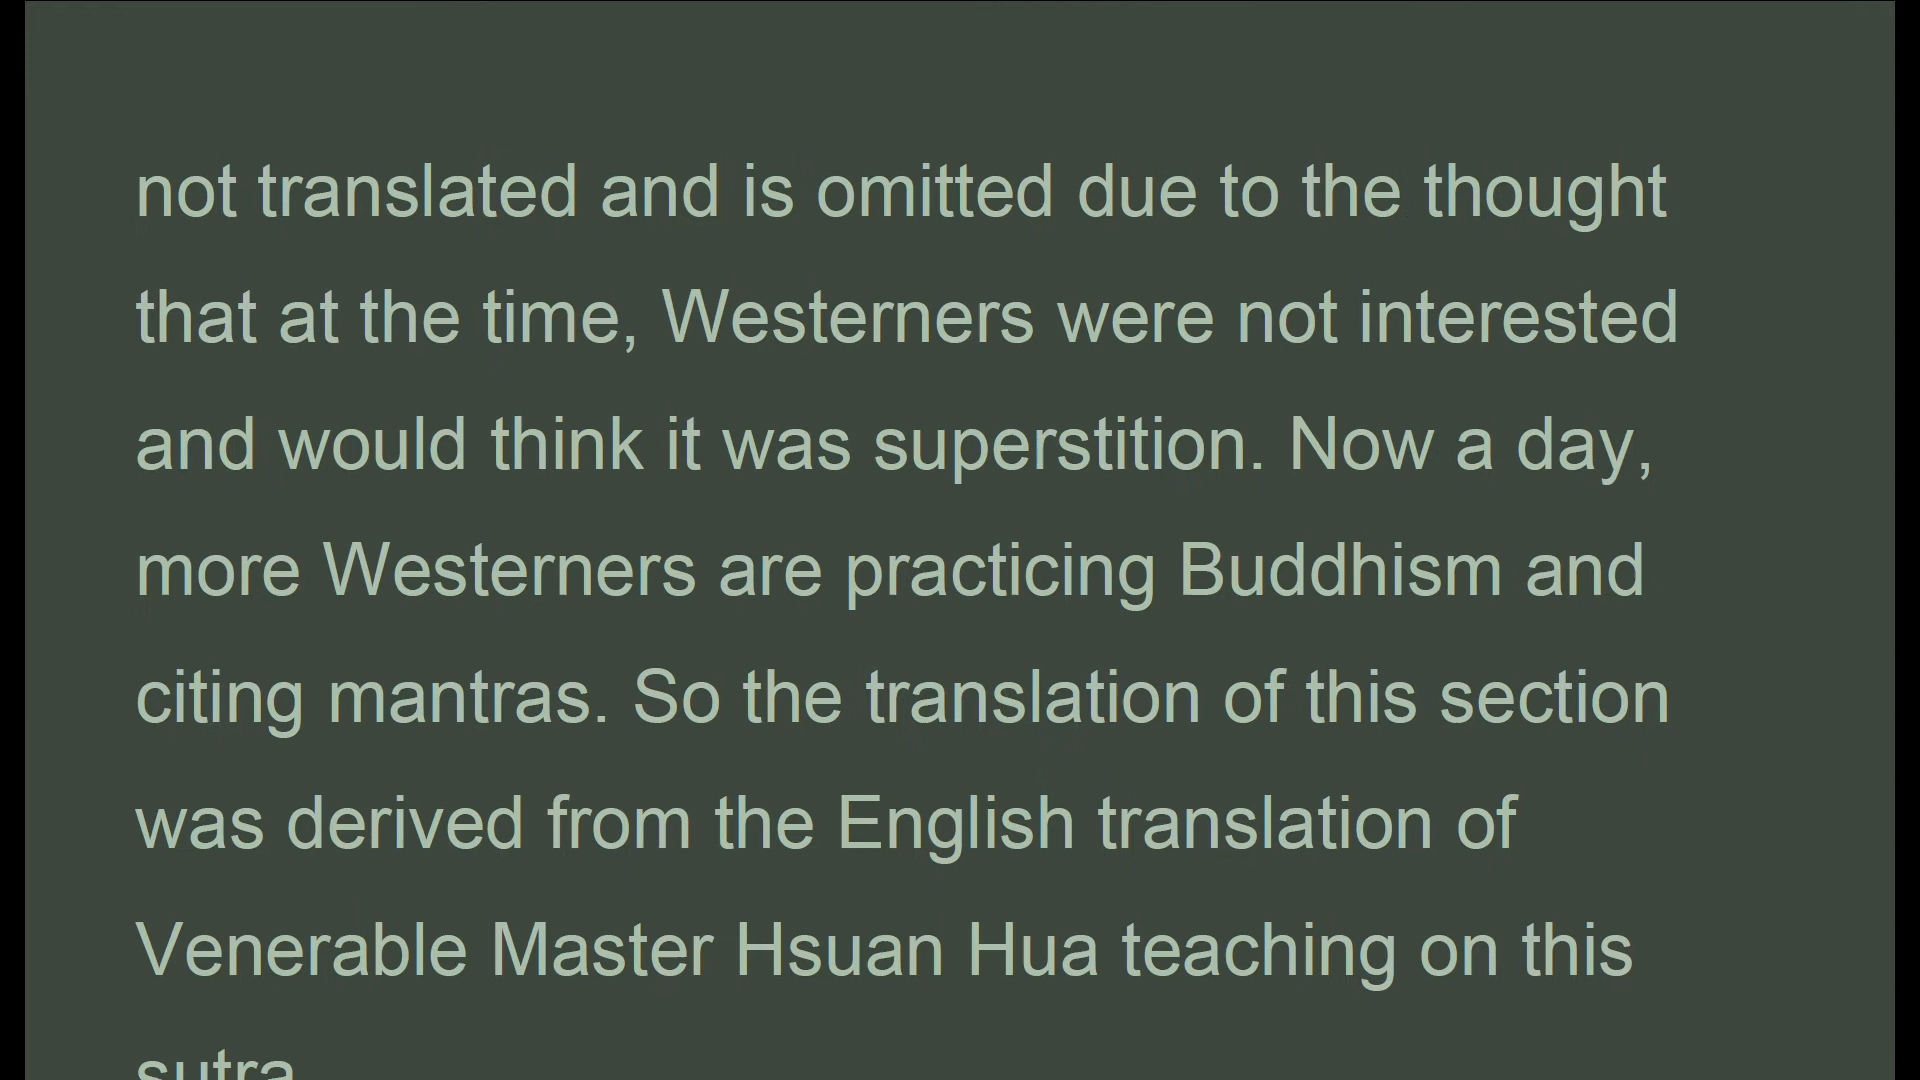 not translated and is omitted due to the thought
that at the time, Westerners were not interested
and would think it was superstition. Now a day,
more Westerners are practicing Buddhism and
citing mantras. So the translation of this section
was derived from the English translation of
Venerable Master Hsuan Hua teaching on this
sutra